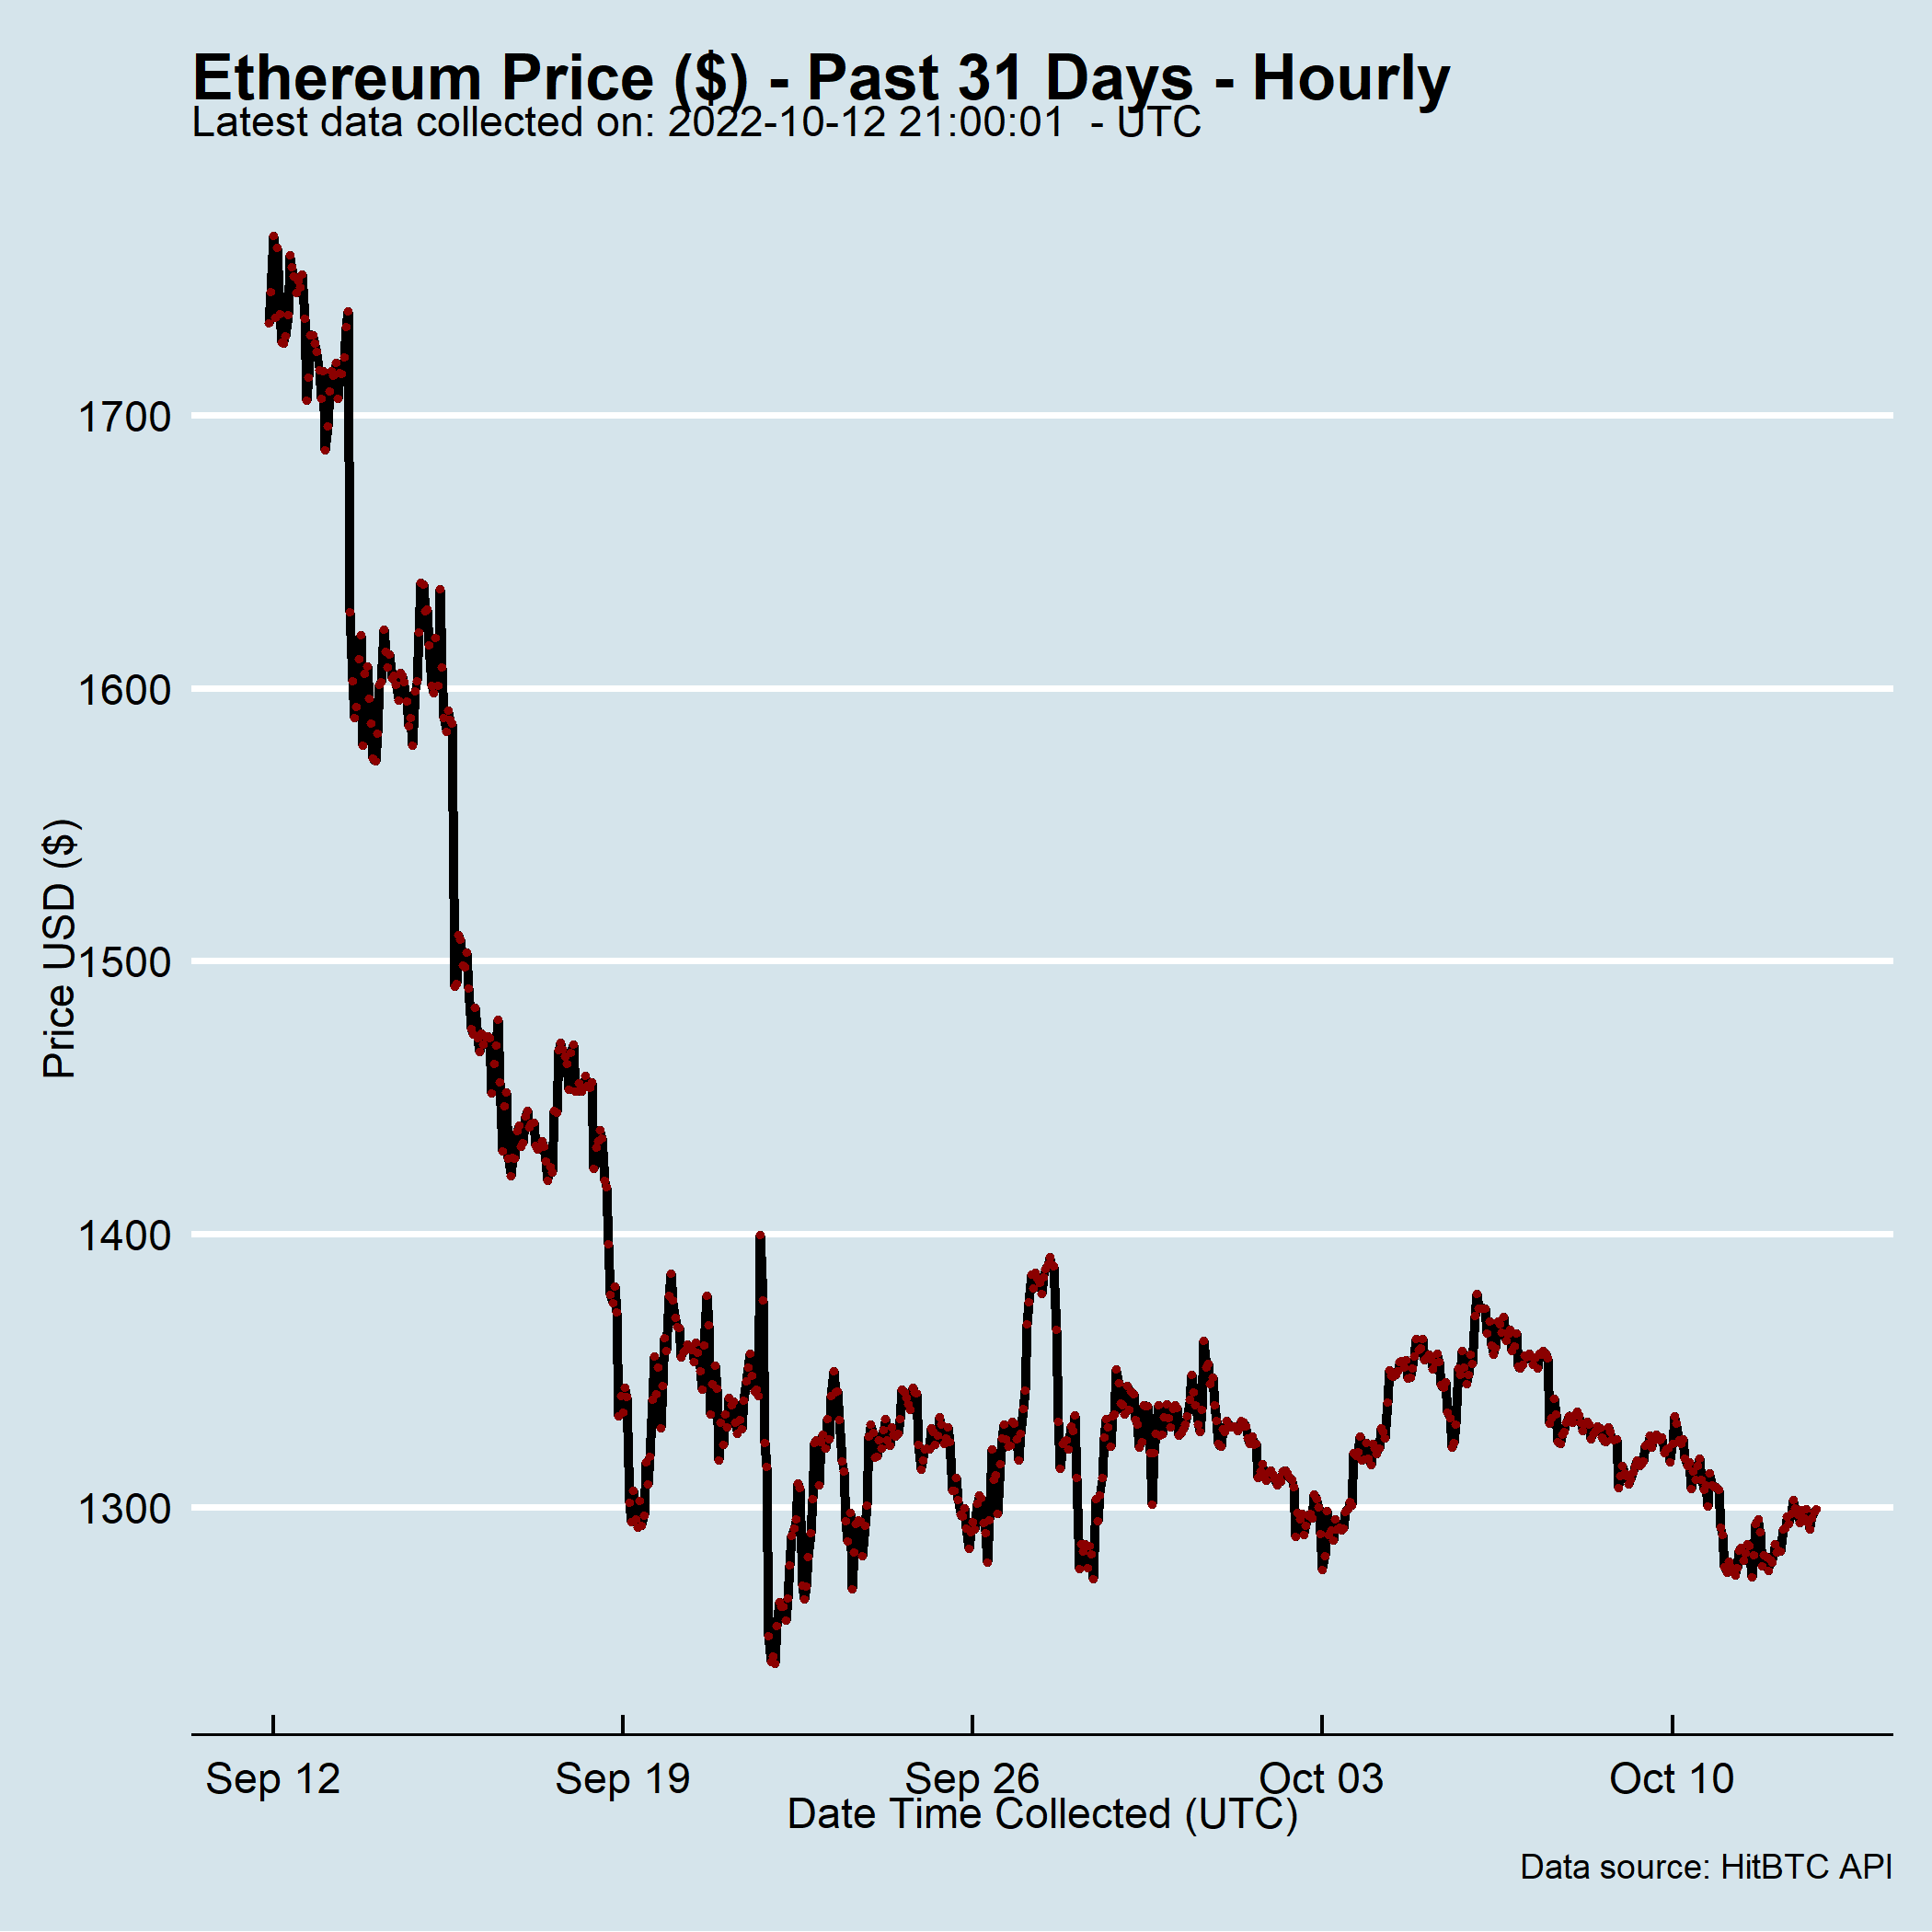 Ethereum Price ($) - Past 31 Days - Hourly
Latest data collected on: 2022-10-12 21:00:01  - UTC
Price USD ($)
1700
1600
1500
1400
1300
Sep 12
Sep 19
Sep 26
Oct 03
Oct 10
Date Time Collected (UTC)
Data source: HitBTC API